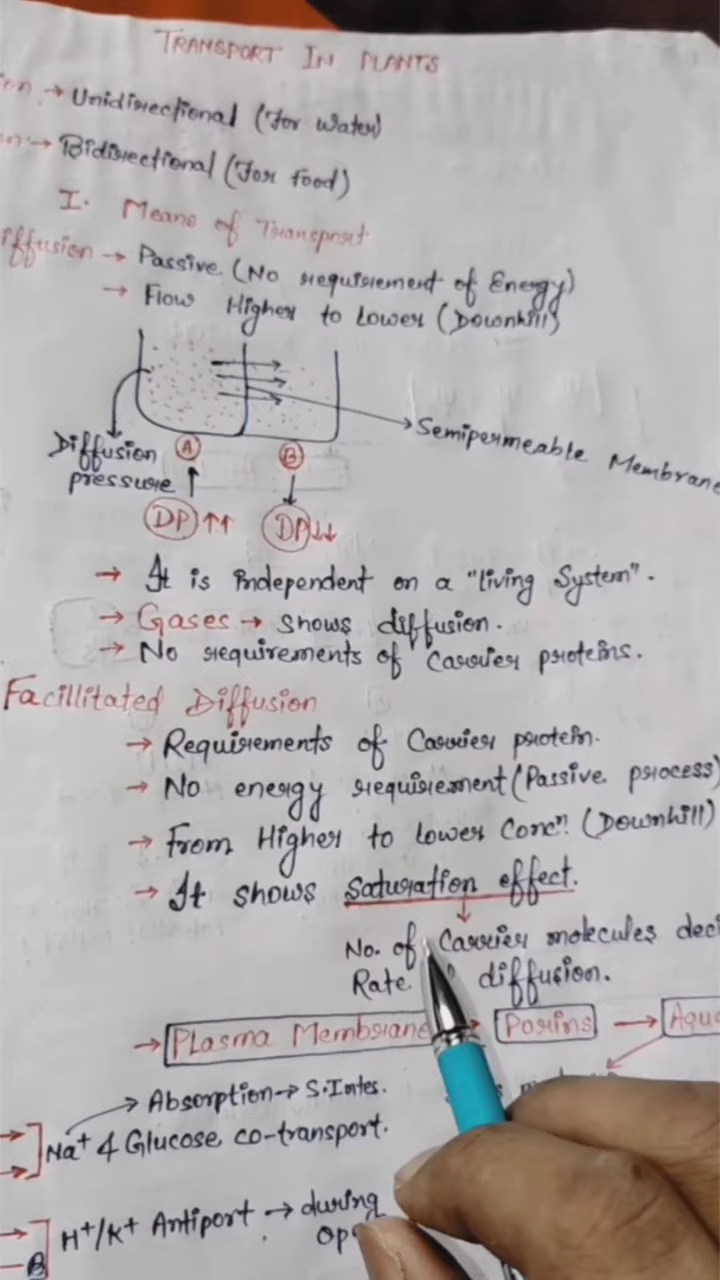 TRANSPORT IN PLANTS
→ Unidirectional (For Water)
→ Bidirectional (For Food)
I. Means of Transport
iffusion → Passive (No requirement of Energy)
→ Flow Higher to Lower (Downhill)
→ Semipermeable Membrane
Diffusion pressure
A
B
DP ↑↑
DP ↓↓
→ It is independent on a "living System".
→ Gases → shows diffusion.
→ No requirements of Carrier proteins.
Facillitated Diffusion
→ Requirements of Carrier protein.
→ No energy requirement (Passive process)
→ From Higher to lower Concⁿ. (Downhill)
→ It shows Saturation effect.
No. of Carrier molecules deci
Rate diffusion.
→ Plasma Membrane → Porins → Aqua
→ Absorption → S.Intes.
Na⁺ & Glucose co-transport.
H⁺/K⁺ Antiport → during
op
B